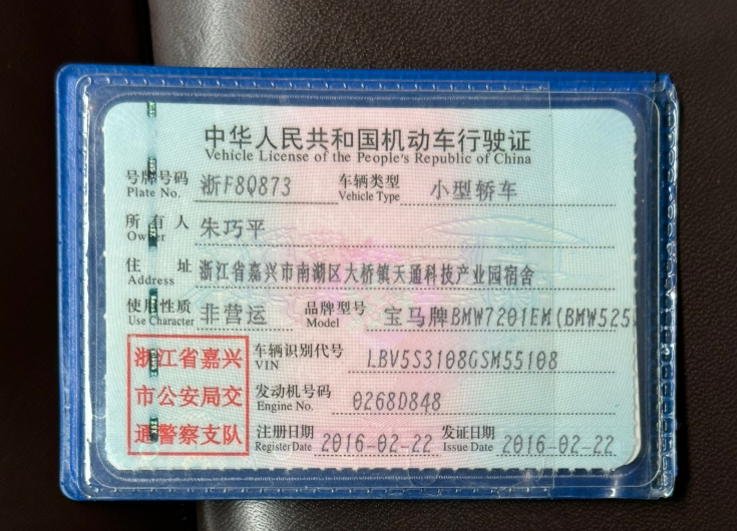 中华人民共和国机动车行驶证
Vehicle License of the People's Republic of China
号牌号码 浙F8Q873 车辆类型 小型轿车
Plate No. Vehicle Type
所有人 朱巧平
Owner
住址 浙江省嘉兴市南湖区大桥镇天通科技产业园宿舍
Address
使用性质 非营运 品牌型号 宝马牌BMW7201EM(BMW525
Use Character Model
浙江省嘉兴
市公安局交
通警察支队
车辆识别代号 LBV5S3108GSM55108
VIN
发动机号码 0268D848
Engine No.
注册日期 2016-02-22 发证日期 2016-02-22
Register Date Issue Date